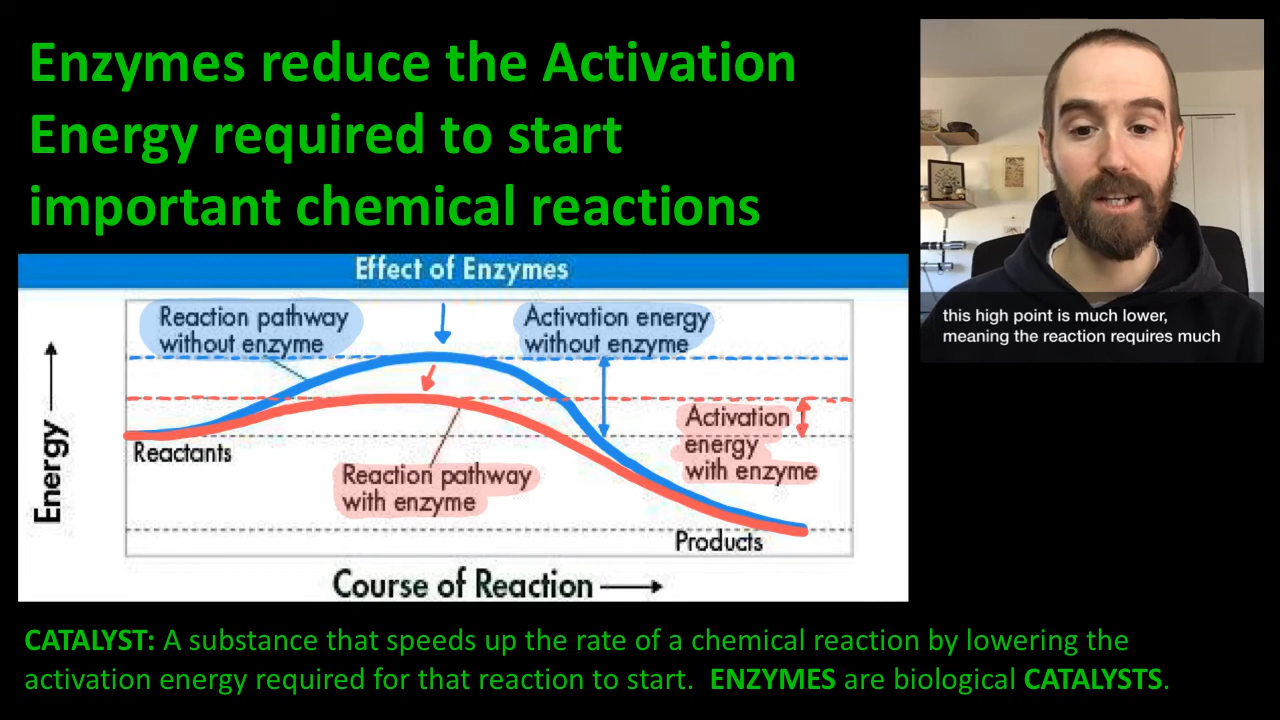 Enzymes reduce the Activation
Energy required to start
important chemical reactions
this high point is much lower,
meaning the reaction requires much
Effect of Enzymes
Reaction pathway
without enzyme
Activation energy
without enzyme
Activation
energy
with enzyme
Reactants
Reaction pathway
with enzyme
Products
Energy
Course of Reaction
CATALYST: A substance that speeds up the rate of a chemical reaction by lowering the
activation energy required for that reaction to start. ENZYMES are biological CATALYSTS.